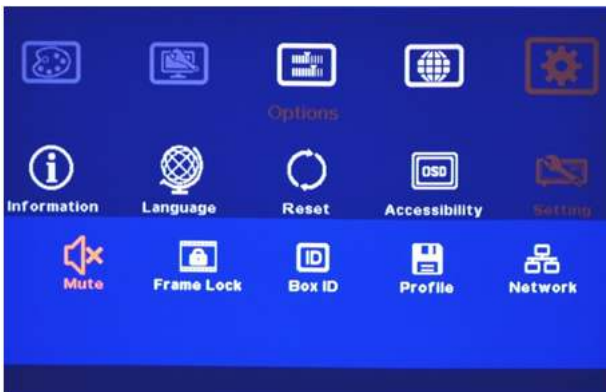 Options
Information Language Reset OSD Accessibility Setting
Mute Frame Lock ID Box ID Profile Network